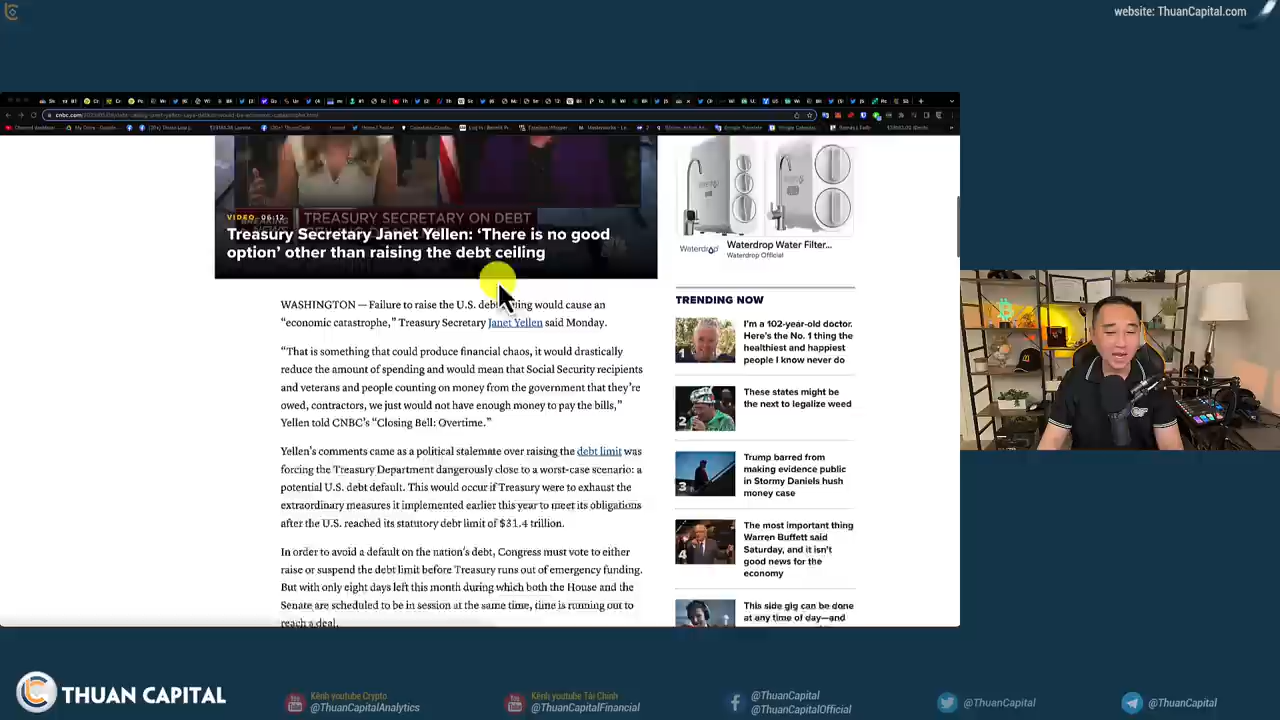 website: ThuanCapital.com
VIDEO 06:12
TREASURY SECRETARY ON DEBT
Treasury Secretary Janet Yellen: ‘There is no good
option’ other than raising the debt ceiling
WASHINGTON — Failure to raise the U.S. would cause an
“economic catastrophe,” Treasury Secretary Janet Yellen said Monday.
“That is something that could produce financial chaos, it would drastically
reduce the amount of spending and would mean that Social Security recipients
and veterans and people counting on money from the government that they’re
owed, contractors, we just would not have enough money to pay the bills,”
Yellen told CNBC’s “Closing Bell: Overtime.”
Yellen’s comments came as a political stalemate over raising the debt limit was
forcing the Treasury Department dangerously close to a worst-case scenario: a
potential U.S. debt default. This would occur if Treasury were to exhaust the
extraordinary measures it implemented earlier this year to meet its obligations
after the U.S. reached its statutory debt limit of $31.4 trillion.
In order to avoid a default on the nation’s debt, Congress must vote to either
raise or suspend the debt limit before Treasury runs out of emergency funding.
But with only eight days left this month during which both the House and the
Senate are scheduled to be in session at the same time, time is running out to
reach a deal.
Waterdrop
Waterdrop Water Filter...
Waterdrop Official
TRENDING NOW
1
I’m a 102-year-old doctor.
Here’s the No. 1 thing the
healthiest and happiest
people I know never do
2
These states might be
the next to legalize weed
3
Trump barred from
making evidence public
in Stormy Daniels hush
money case
4
The most important thing
Warren Buffett said
Saturday, and it isn’t
good news for the
economy
This side gig can be done
at any time of day—and
THUAN CAPITAL
Kênh youtube Crypto
@ThuanCapitalAnalytics
Kênh youtube Tài Chính
@ThuanCapitalFinancial
@ThuanCapital
@ThuanCapitalOfficial
@ThuanCapital
@ThuanCapital